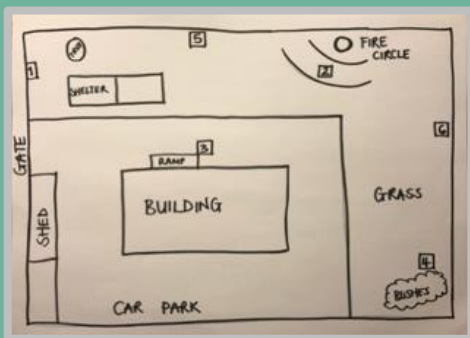 5
FIRE
CIRCLE
1
2
SHELTER
6
GATE
3
RAMP
GRASS
BUILDING
SHED
4
BUSHES
CAR PARK